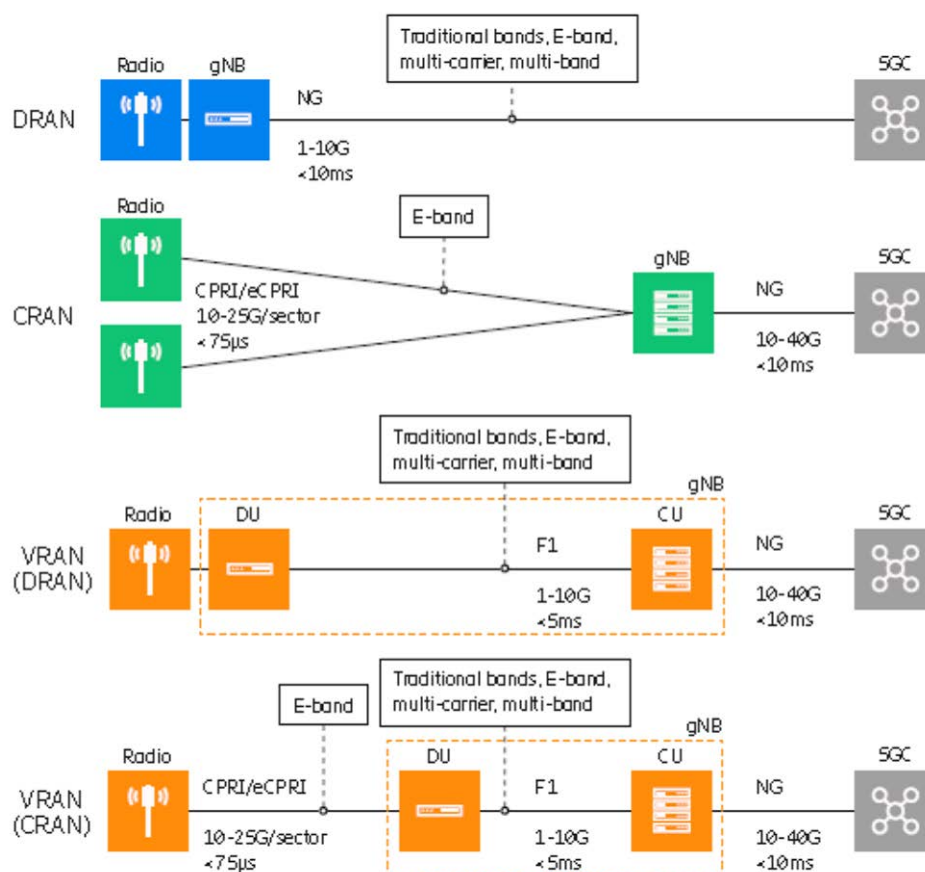 Traditional bands, E-band,
multi-carrier, multi-band
Radio gNB 5GC
NG
DRAN
1-10G
<10ms
Radio
E-band
gNB 5GC
CPRI/eCPRI NG
CRAN 10-25G/sector
<75µs 10-40G
<10ms
Traditional bands, E-band,
multi-carrier, multi-band
gNB
Radio DU CU 5GC
VRAN F1 NG
(DRAN)
1-10G 10-40G
<5ms <10ms
Traditional bands, E-band,
E-band multi-carrier, multi-band
gNB
Radio DU CU 5GC
CPRI/eCPRI F1 NG
VRAN
(CRAN) 10-25G/sector 1-10G 10-40G
<75µs <5ms <10ms